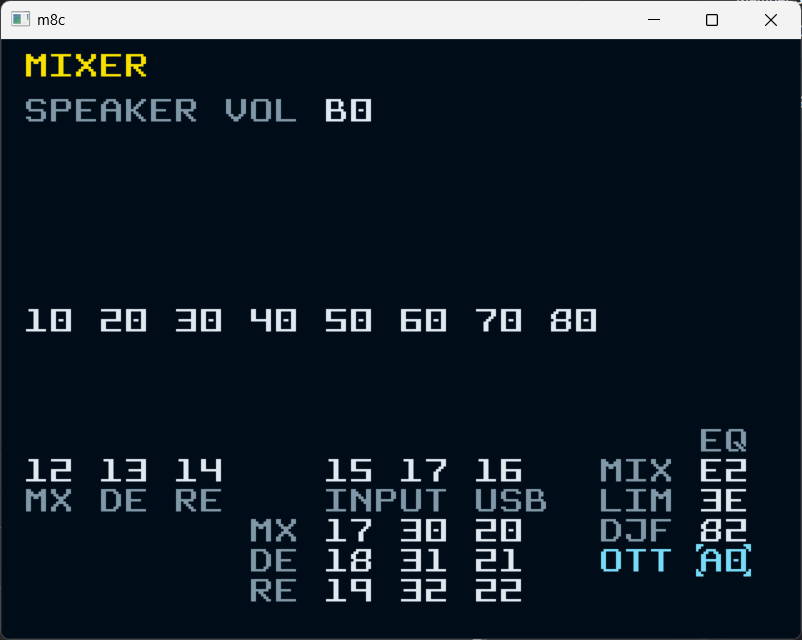 m8c
MIXER
SPEAKER VOL B0
10 20 30 40 50 60 70 80
EQ
12 13 14 15 17 16 MIX E2
MX DE RE INPUT USB LIM 3E
MX 17 30 20 DJF 82
DE 18 31 21 OTT A0
RE 19 32 22